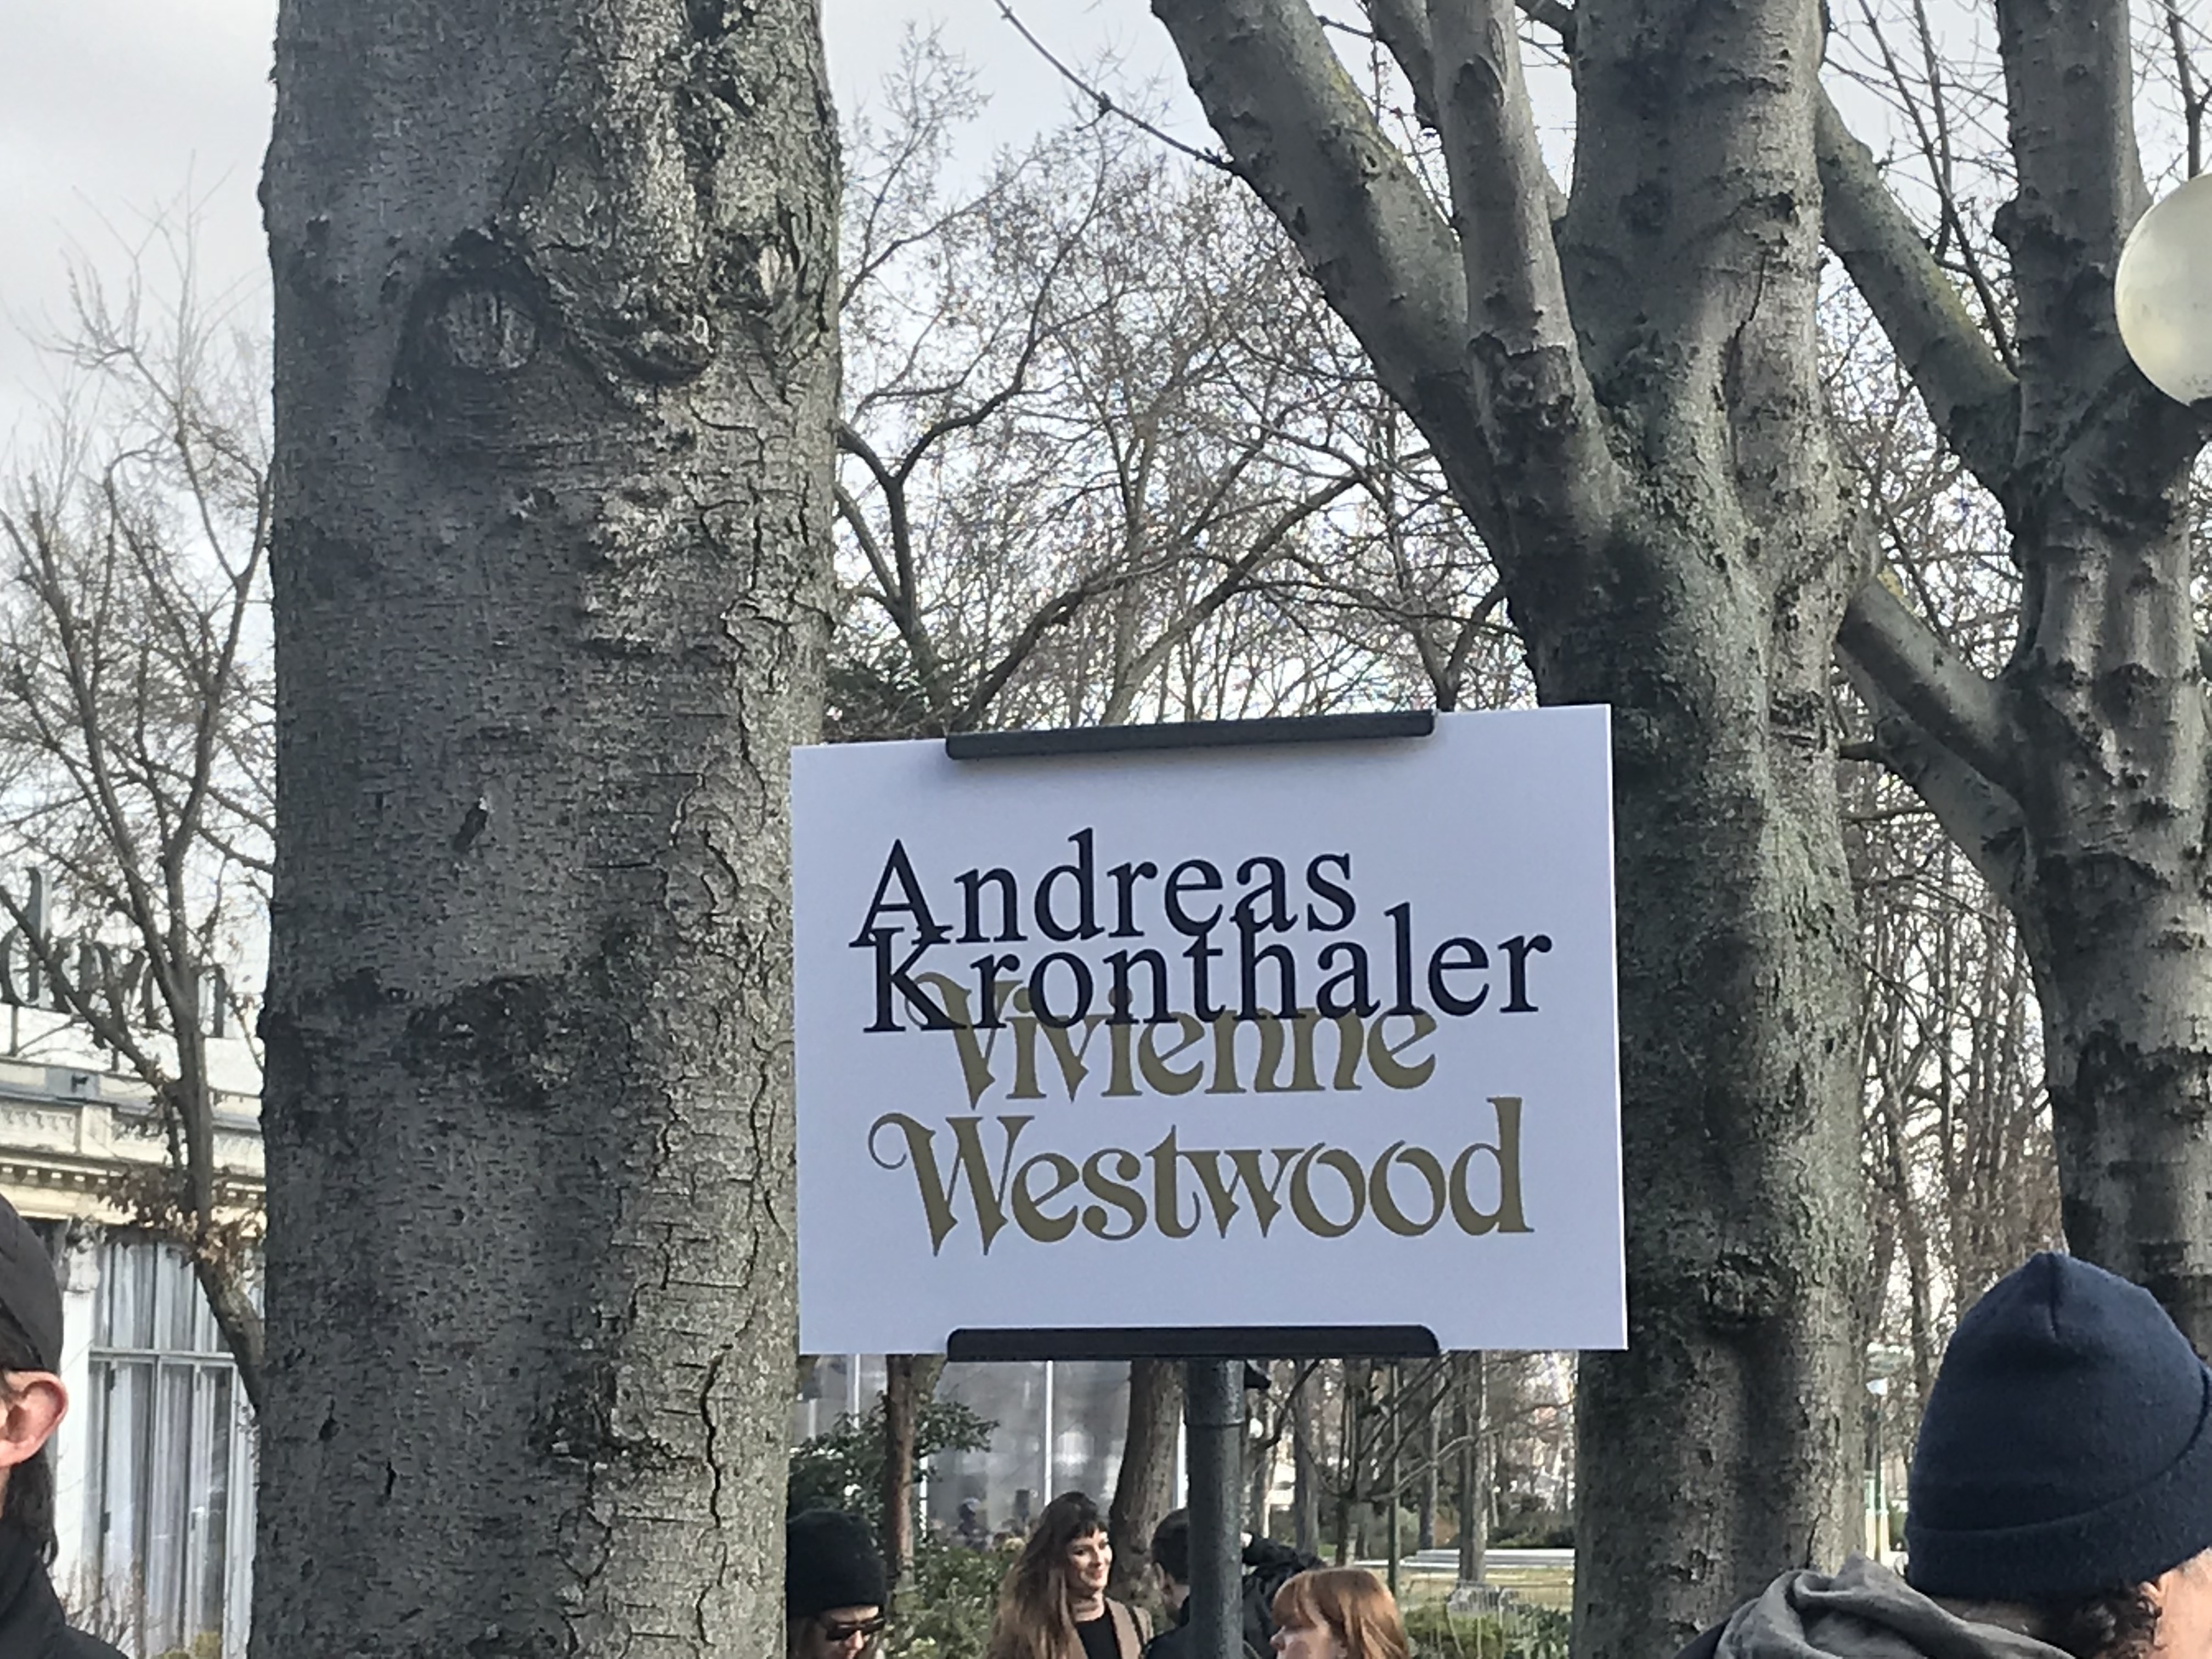 Andreas
Kronthaler
Vivienne
Westwood